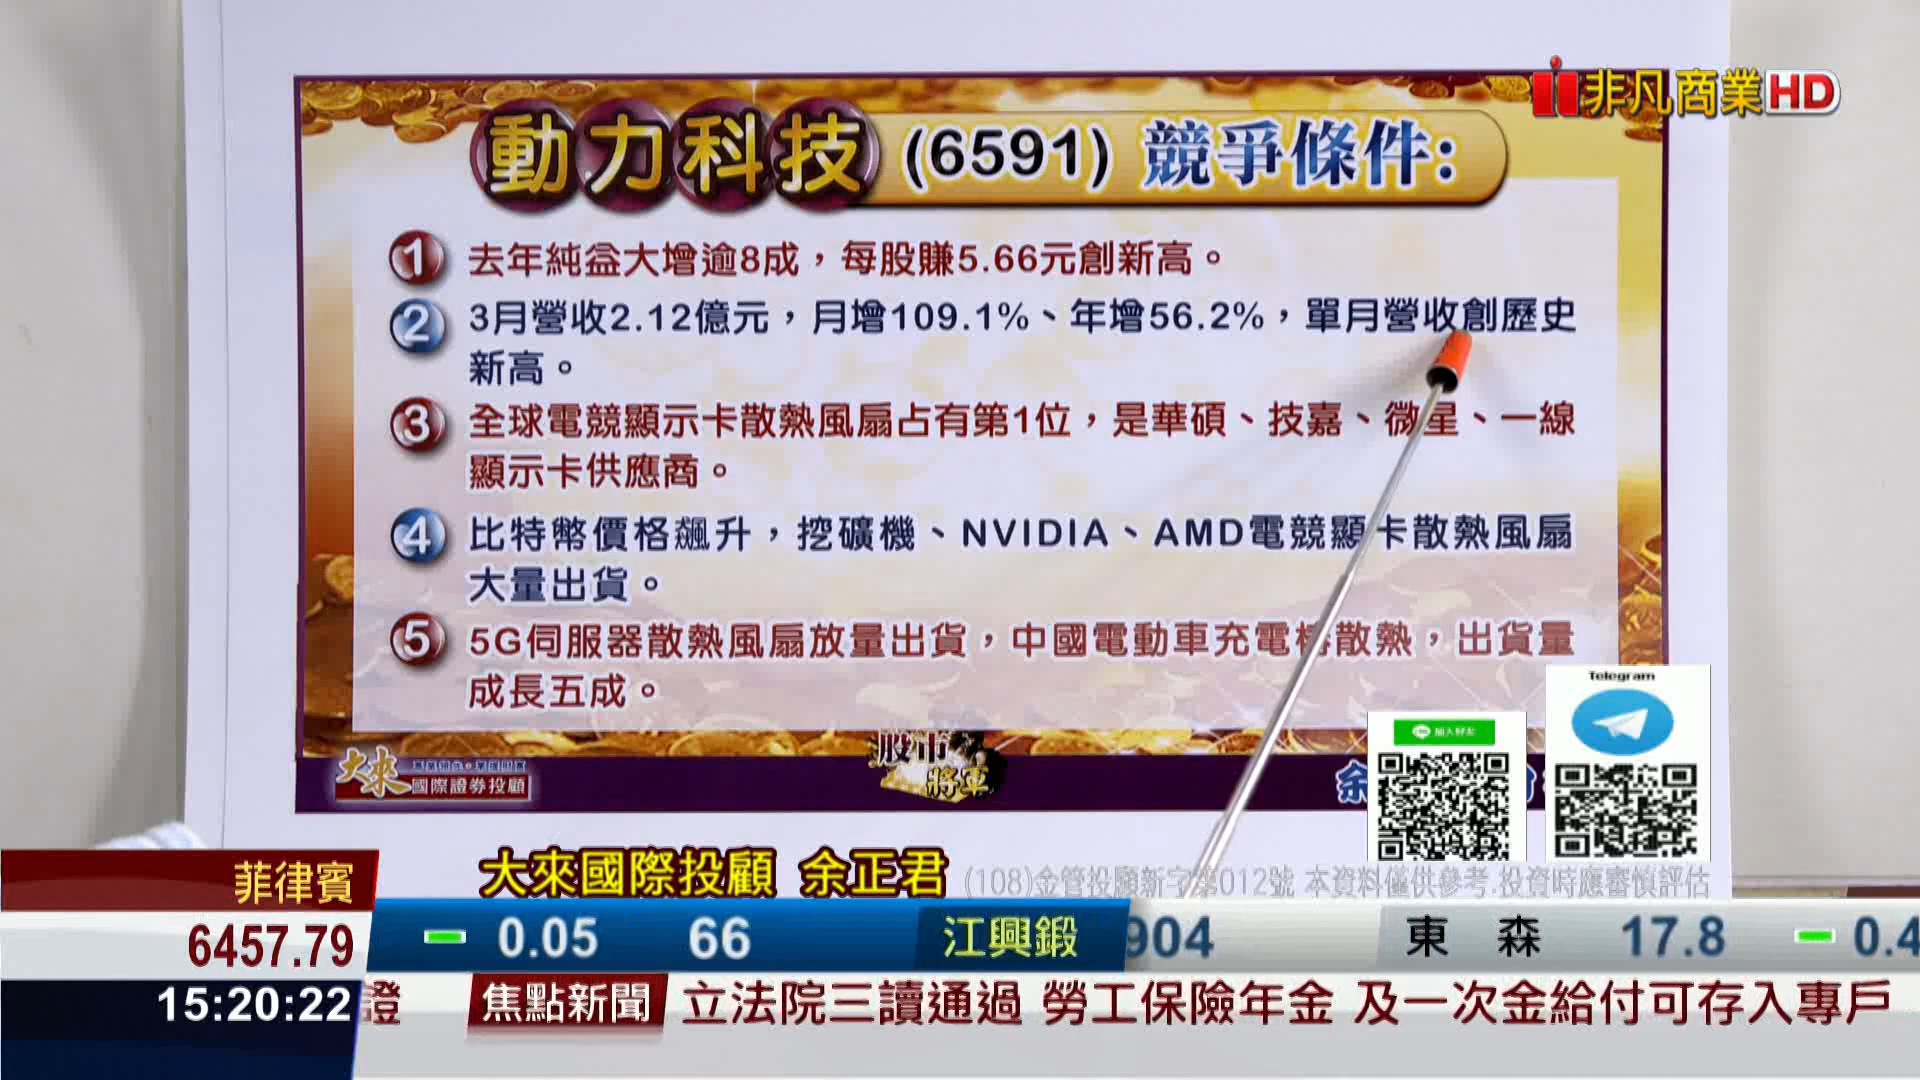 非凡商業HD
動力科技(6591)競爭條件:
1 去年純益大增逾8成，每股賺5.66元創新高。
2 3月營收2.12億元，月增109.1%、年增56.2%，單月營收創歷史
新高。
3 全球電競顯示卡散熱風扇占有第1位，是華碩、技嘉、微星、一線
顯示卡供應商。
4 比特幣價格飆升，挖礦機、NVIDIA、AMD電競顯卡散熱風扇
大量出貨。
5 5G伺服器散熱風扇放量出貨，中國電動車充電樁散熱，出貨量
成長五成。
Telegram
加入好友
股市
將軍
大來
國際證券投顧
余
大來國際投顧 余正君
(108)金管投顧新字第012號 本資料僅供參考.投資時應審慎評估
菲律賓
6457.79
0.05 66 江興鍛 904 東 森 17.8 0.4
15:20:22
證 焦點新聞 立法院三讀通過 勞工保險年金 及一次金給付可存入專戶